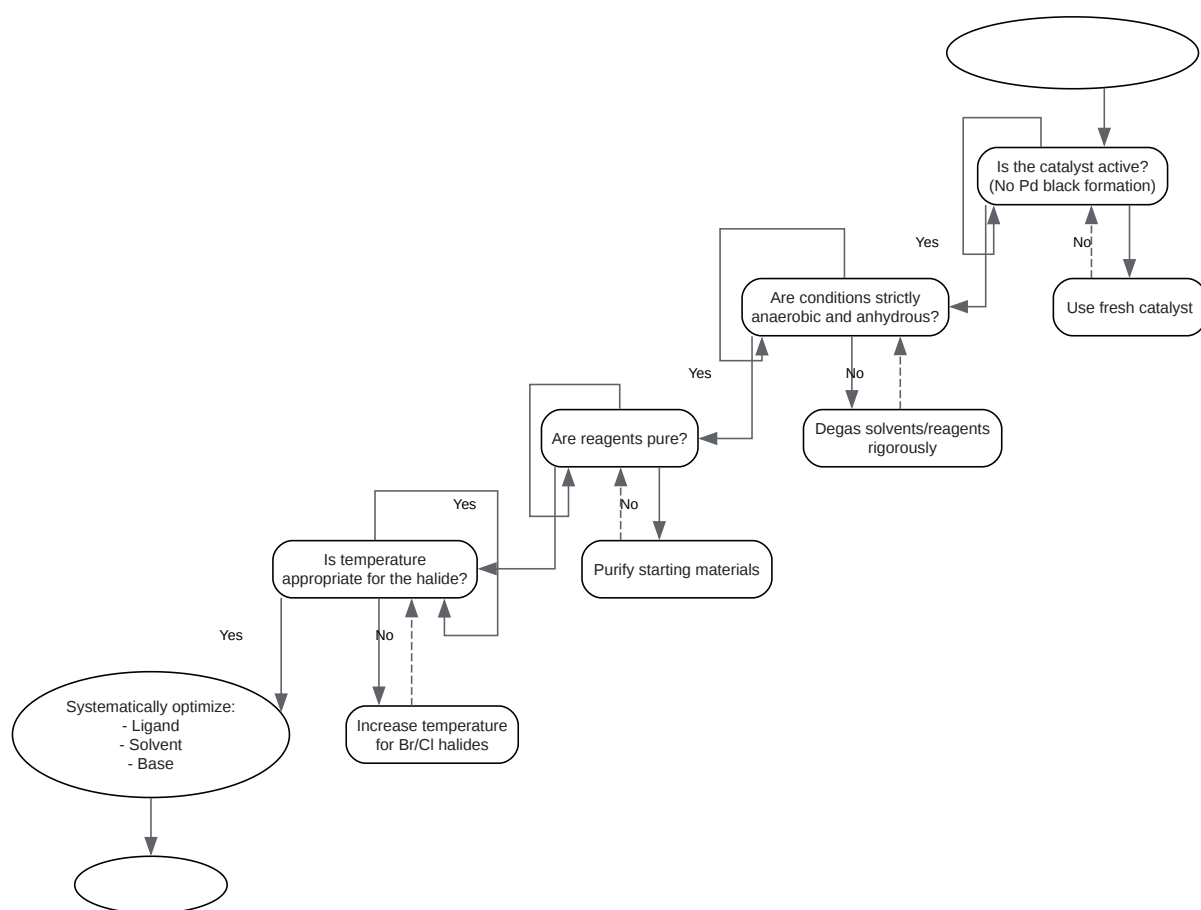 Is the catalyst active?
(No Pd black formation)
Yes
No
Are conditions strictly
anaerobic and anhydrous?
Use fresh catalyst
Yes
No
Are reagents pure?
Degas solvents/reagents
rigorously
Yes
No
Is temperature
appropriate for the halide?
Purify starting materials
Yes
No
Systematically optimize:
- Ligand
- Solvent
- Base
Increase temperature
for Br/Cl halides